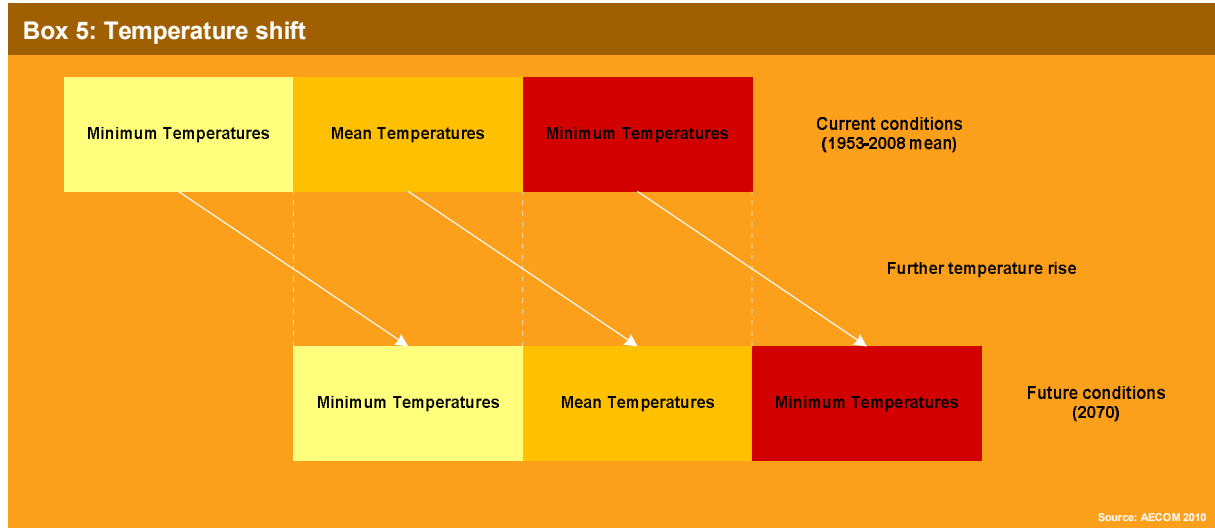 Box 5: Temperature shift
Minimum Temperatures
Mean Temperatures
Minimum Temperatures
Current conditions
(1953-2008 mean)
Further temperature rise
Minimum Temperatures
Mean Temperatures
Minimum Temperatures
Future conditions
(2070)
Source: AECOM 2010